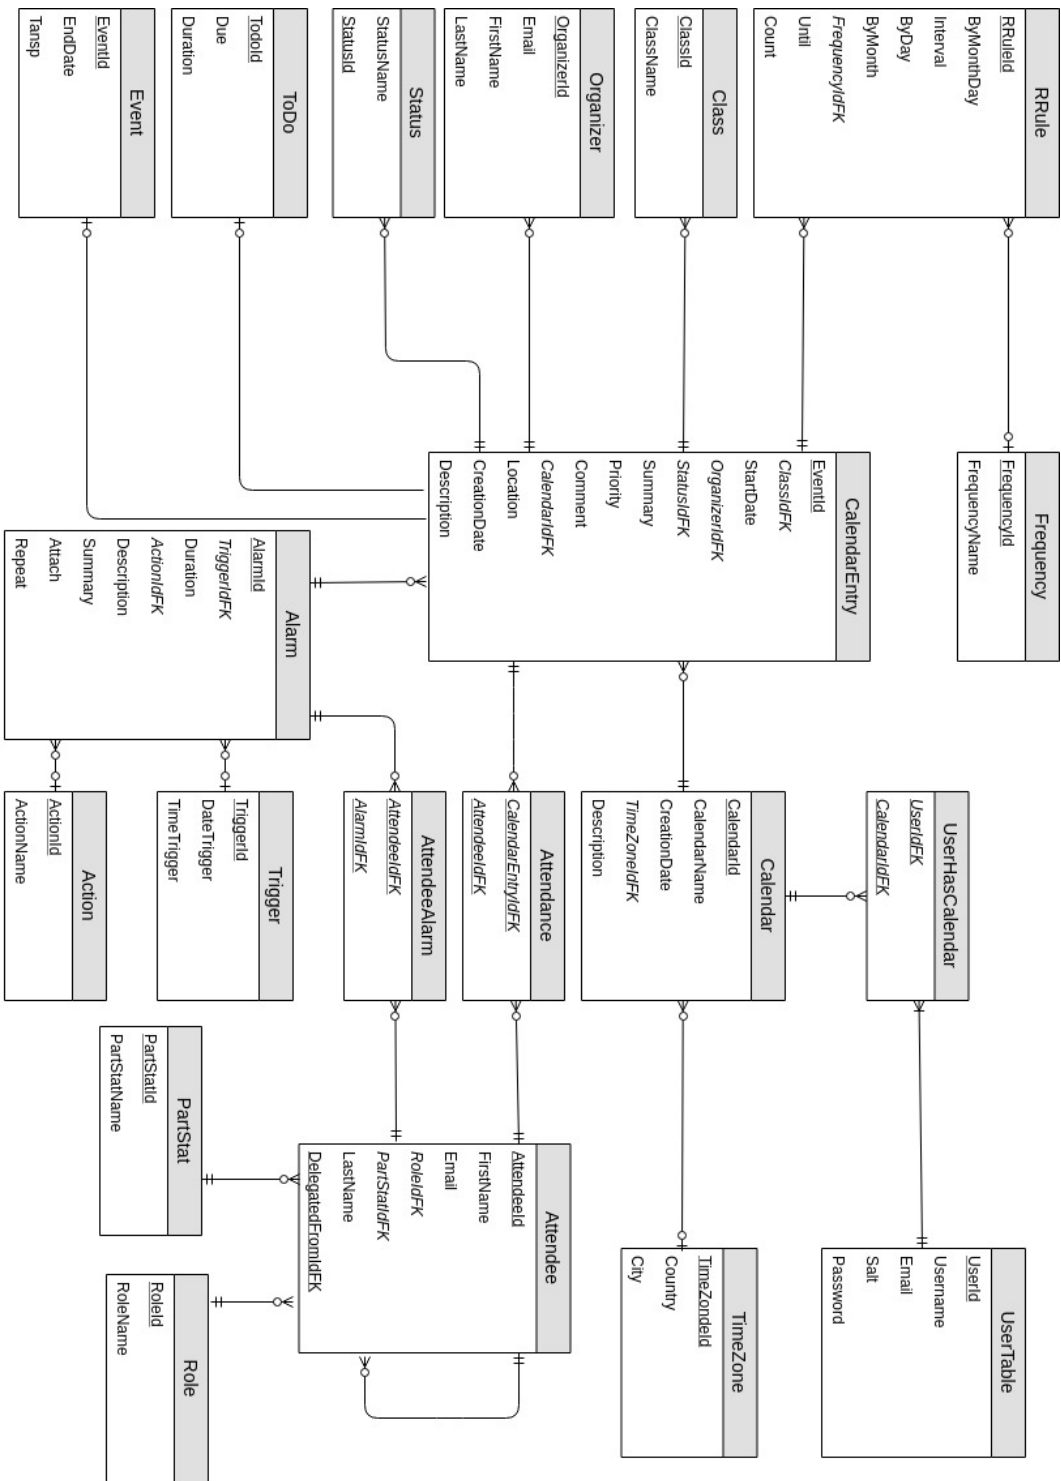 RRule
RRuleId
ByMonthDay
Interval
ByDay
ByMonth
FrequencyIdFK
Until
Count
Class
ClassId
ClassName
Organizer
OrganizerId
Email
FirstName
LastName
Status
StatusName
StatusId
ToDo
TodoId
Due
Duration
Event
EventId
EndDate
Tansp
Frequency
FrequencyId
FrequencyName
CalendarEntry
EventId
ClassIdFK
StartDate
OrganizerIdFK
StatusIdFK
Summary
Priority
Comment
CalendarIdFK
Location
CreationDate
Description
Alarm
AlarmId
TriggerIdFK
Duration
ActionIdFK
Description
Summary
Attach
Repeat
UserHasCalendar
UserIdFK
CalendarIdFK
Calendar
CalendarId
CalendarName
CreationDate
TimeZoneIdFK
Description
Attendance
CalendarEntryIdFK
AttendeeIdFK
AttendeeAlarm
AttendeeIdFK
AlarmIdFK
Trigger
TriggerId
DateTrigger
TimeTrigger
Action
ActionId
ActionName
UserTable
UserId
Username
Email
Salt
Password
TimeZone
TimeZondeId
Country
City
Attendee
AttendeeId
FirstName
Email
RoleIdFK
PartStatIdFK
LastName
DelegatedFromIdFK
PartStat
PartStatId
PartStatName
Role
RoleId
RoleName